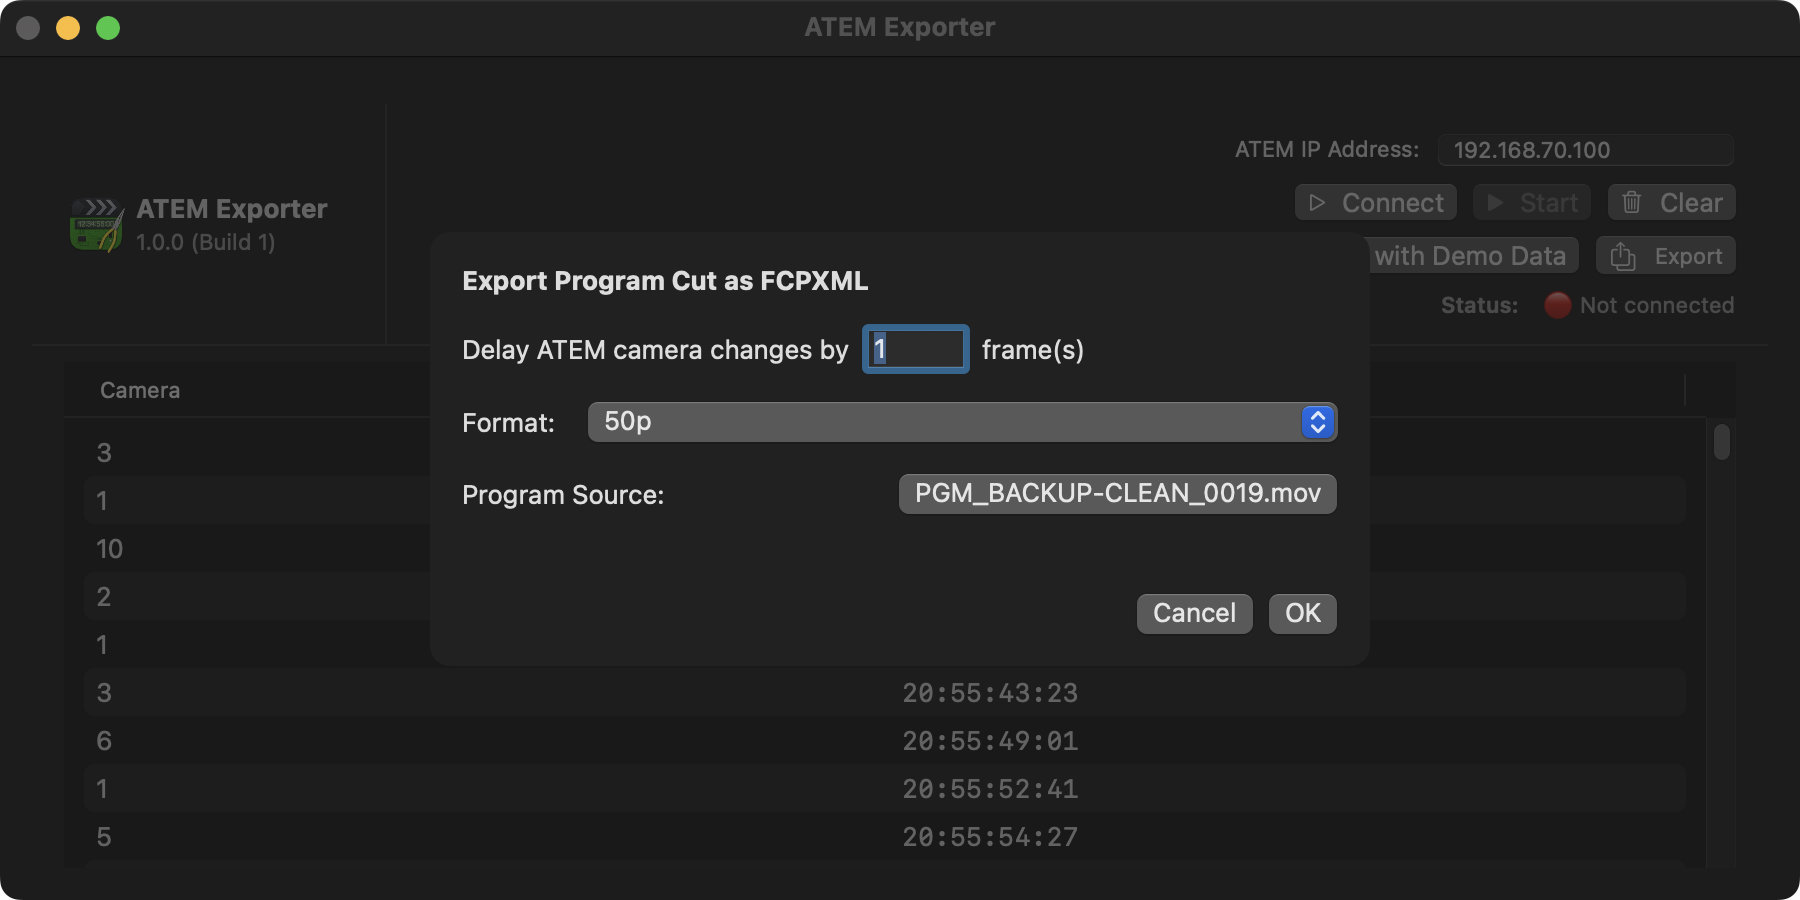 ATEM Exporter
ATEM IP Address: 192.168.70.100
Connect Start Clear
ATEM Exporter
1.0.0 (Build 1)
with Demo Data Export
Status: Not connected
Export Program Cut as FCPXML
Delay ATEM camera changes by 1 frame(s)
Format: 50p
Program Source: PGM_BACKUP-CLEAN_0019.mov
Cancel OK
Camera
3
1
10
2
1
3 20:55:43:23
6 20:55:49:01
1 20:55:52:41
5 20:55:54:27